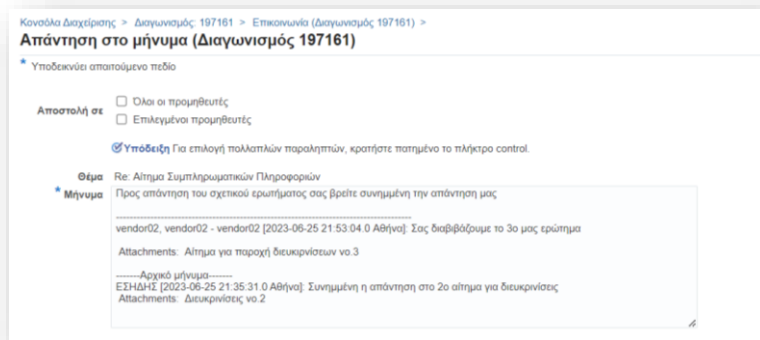 Κονσόλα Διαχείρισης > Διαγωνισμός: 197161 > Επικοινωνία (Διαγωνισμός 197161) >
Απάντηση στο μήνυμα (Διαγωνισμός 197161)
* Υποδεικνύει απαιτούμενο πεδίο
Αποστολή σε
Όλοι οι προμηθευτές
Επιλεγμένοι προμηθευτές
Υπόδειξη Για επιλογή πολλαπλών παραληπτών, κρατήστε πατημένο το πλήκτρο control.
Θέμα Re: Αίτημα Συμπληρωματικών Πληροφοριών
* Μήνυμα Προς απάντηση του σχετικού ερωτήματος σας βρείτε συνημμένη την απάντηση μας
--------------------------------------------------------------------------
vendor02, vendor02 - vendor02 [2023-06-25 21:53:04.0 Αθήνα]: Σας διαβιβάζουμε το 3ο μας ερώτημα
Attachments: Αίτημα για παροχή διευκρινίσεων νο.3
-------Αρχικό μήνυμα-------
ΕΣΗΔΗΣ [2023-06-25 21:35:31.0 Αθήνα]: Συνημμένη η απάντηση στο 2ο αίτημα για διευκρινίσεις
Attachments: Διευκρινίσεις νο.2